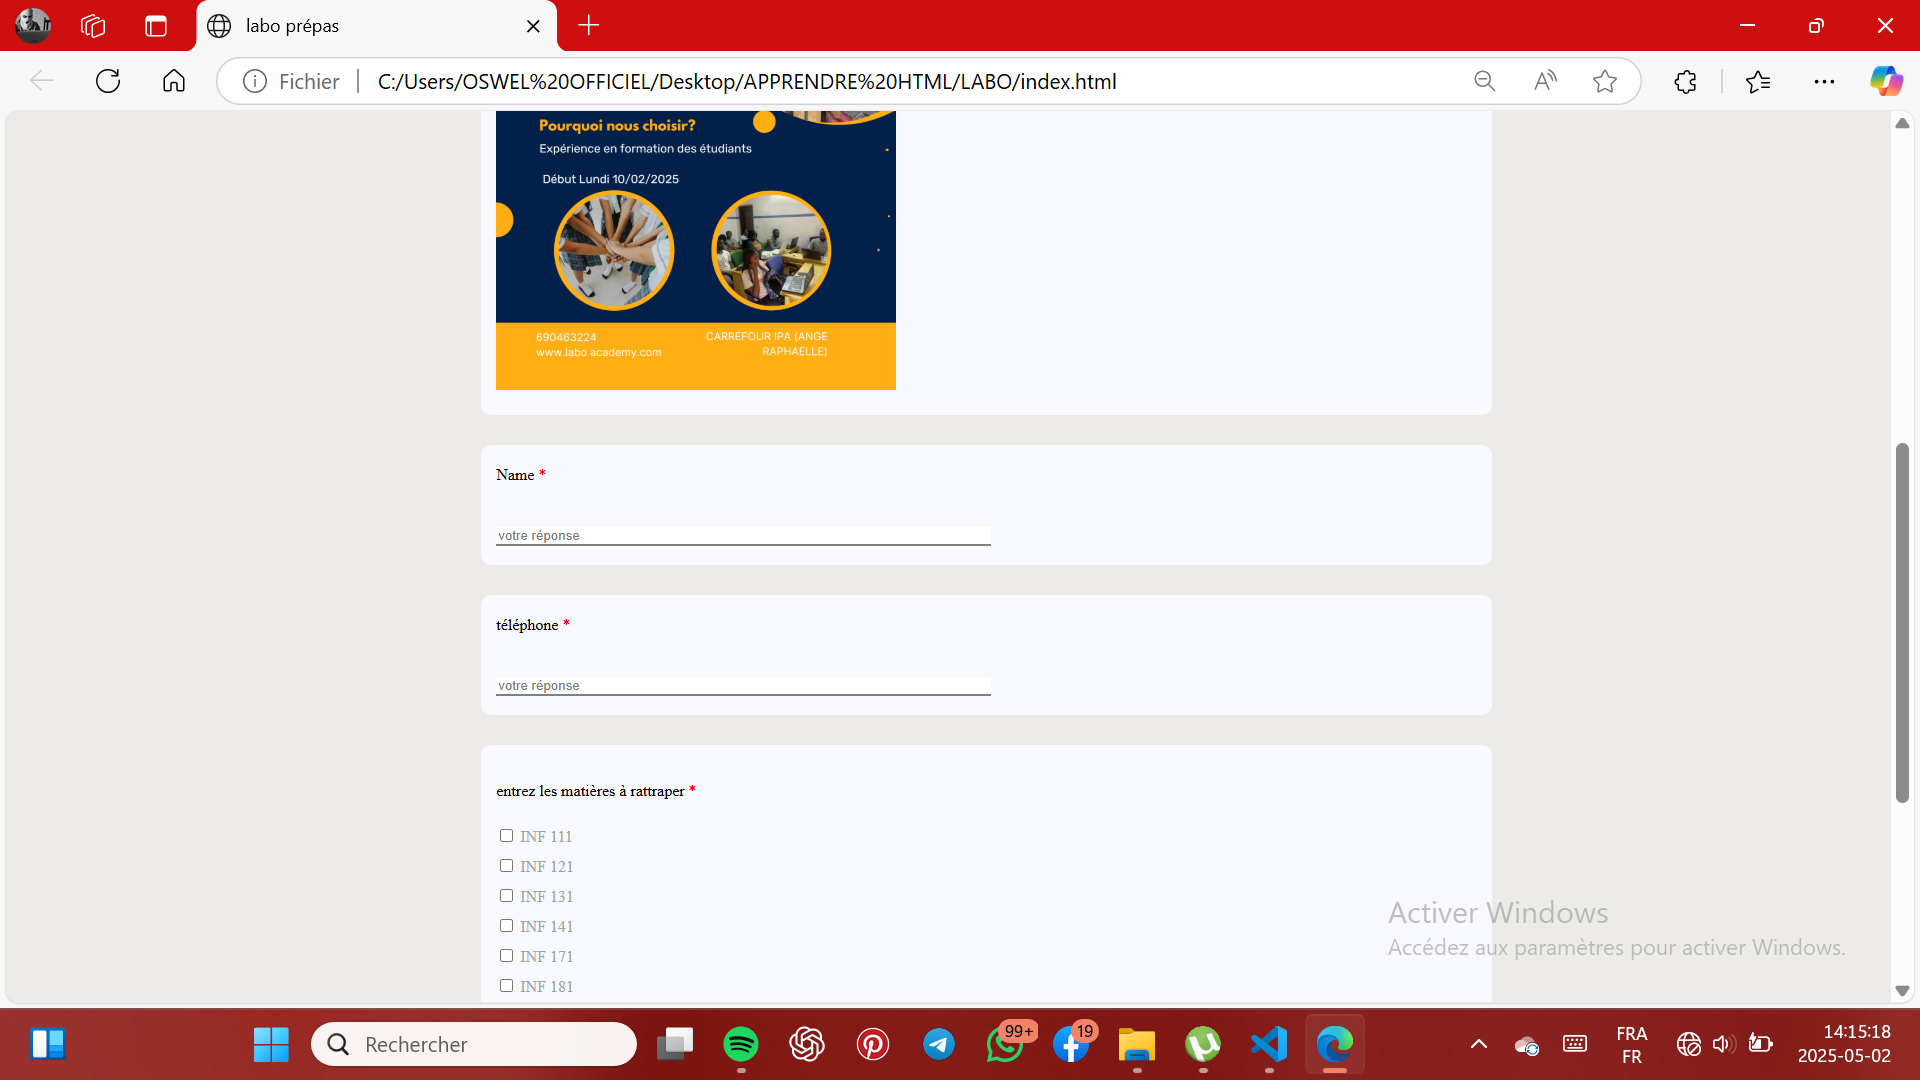 labo prépas
Fichier
C:/Users/OSWEL%20OFFICIEL/Desktop/APPRENDRE%20HTML/LABO/index.html
Pourquoi nous choisir?
Expérience en formation des étudiants
Début Lundi 10/02/2025
690463224
www.labo academy.com
CARREFOUR IPA (ANGE
RAPHAELLE)
Name *
votre réponse
téléphone *
votre réponse
entrez les matières à rattraper *
INF 111
INF 121
INF 131
INF 141
INF 171
INF 181
Activer Windows
Accédez aux paramètres pour activer Windows.
Rechercher
99+
19
FRA
FR
14:15:18
2025-05-02